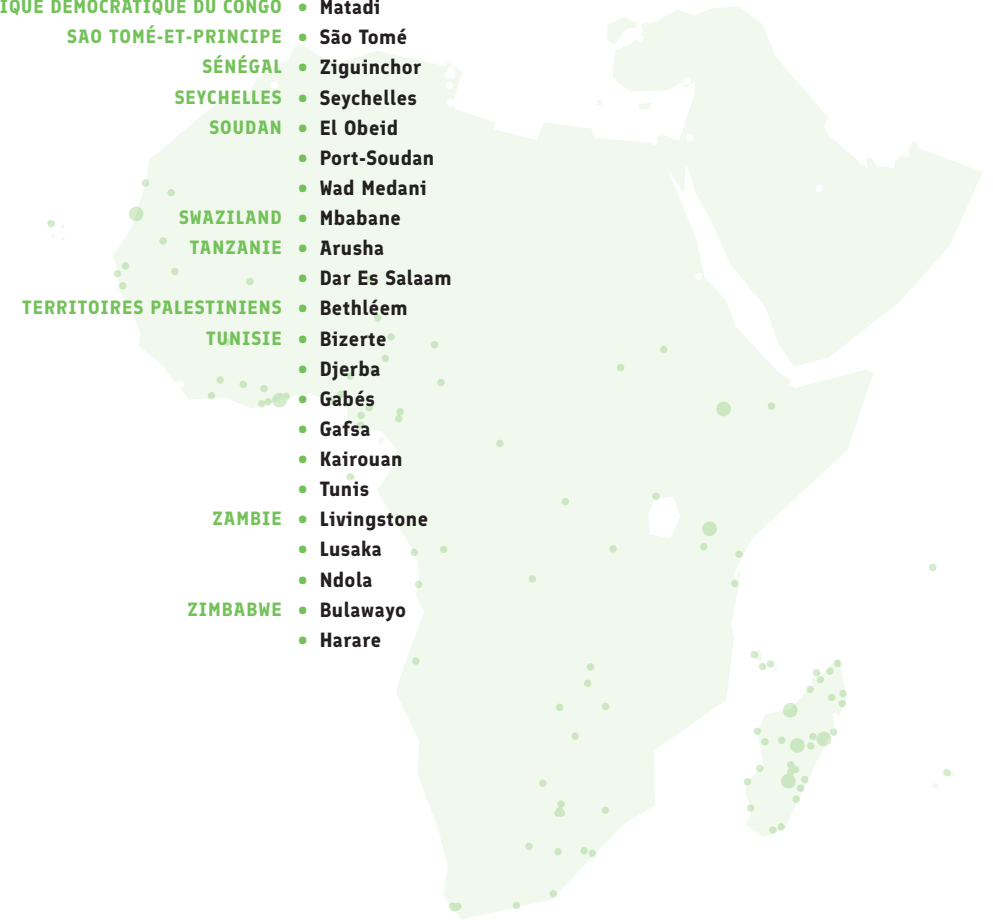 IQUE DÉMOCRATIQUE DU CONGO • Matadi
SAO TOMÉ-ET-PRINCIPE • São Tomé
SÉNÉGAL • Ziguinchor
SEYCHELLES • Seychelles
SOUDAN • El Obeid
• Port-Soudan
• Wad Medani
SWAZILAND • Mbabane
TANZANIE • Arusha
• Dar Es Salaam
TERRITOIRES PALESTINIENS • Bethléem
TUNISIE • Bizerte
• Djerba
• Gabés
• Gafsa
• Kairouan
• Tunis
ZAMBIE • Livingstone
• Lusaka
• Ndola
ZIMBABWE • Bulawayo
• Harare